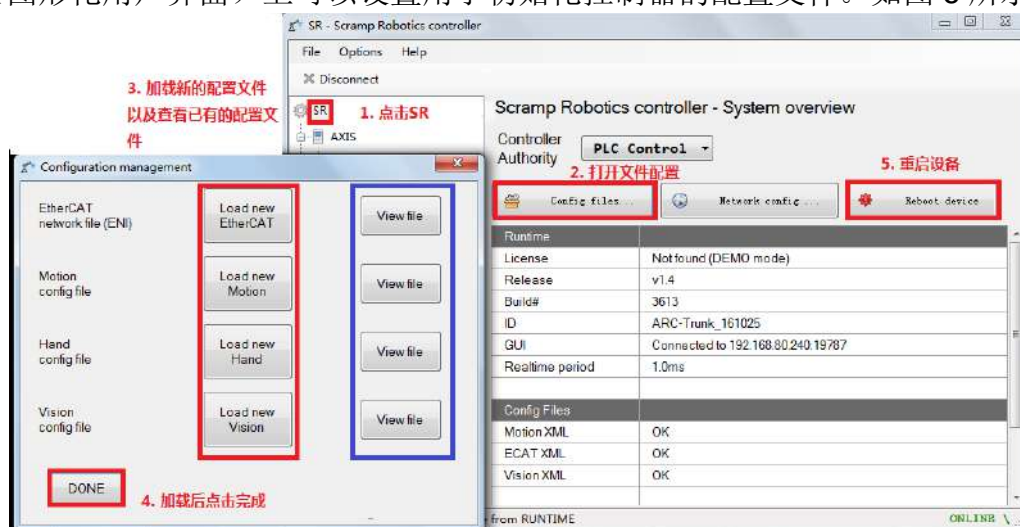 图形化用户界面，上可以设置用于初始化控制器的配置文件。如图
SR - Scramp Robotics controller
File Options Help
Disconnect
3. 加载新的配置文件
以及查看已有的配置文
件
SR
1. 点击SR
AXIS
Scramp Robotics controller - System overview
Controller
Authority
PLC Control
2. 打开文件配置
5. 重启设备
Config files ...
Network config ...
Reboot device
Configuration management
EtherCAT
network file (ENI)
Load new
EtherCAT
View file
Motion
config file
Load new
Motion
View file
Hand
config file
Load new
Hand
View file
Vision
config file
Load new
Vision
View file
DONE
4. 加载后点击完成
Runtime
License Not found (DEMO mode)
Release v1.4
Build# 3613
ID ARC-Trunk_161025
GUI Connected to 192.168.80.240:19787
Realtime period 1.0ms
Config Files
Motion XML OK
ECAT XML OK
Vision XML OK
from RUNTIME
ONLINE \